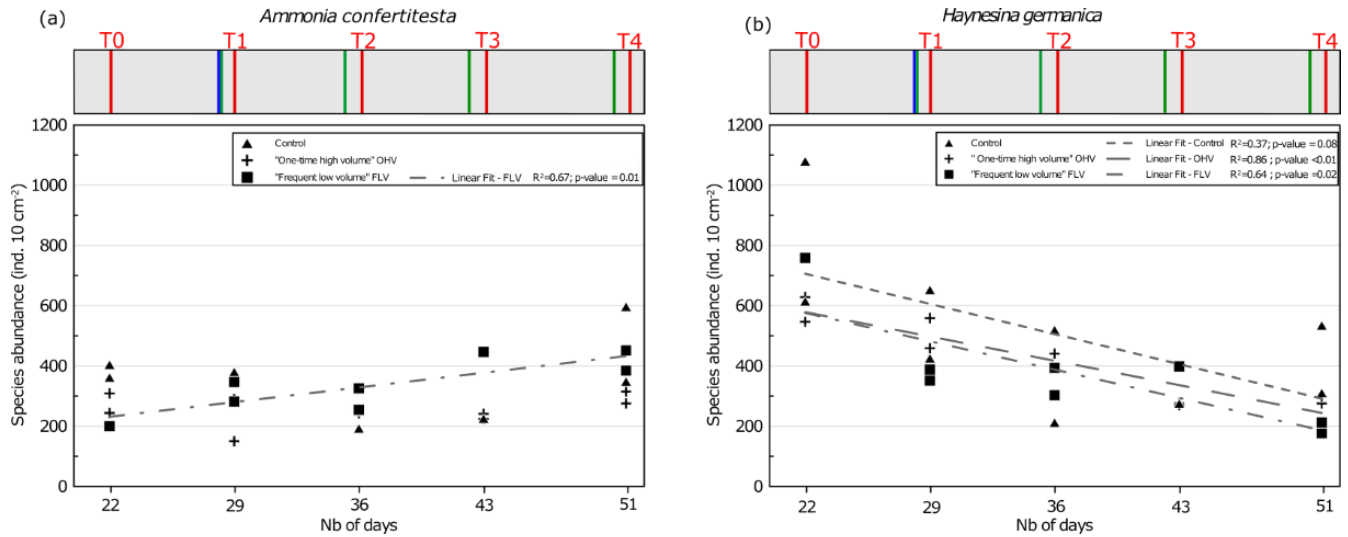 (a)
Ammonia confertitesta
T0 T1 T2 T3 T4
1200
1000
800
600
400
200
0
Species abundance (ind. 10 cm-2)
Control
"One-time high volume" OHV
"Frequent low volume" FLV Linear Fit - FLV R2=0.67; p-value = 0.01
22 29 36 43 51
Nb of days
(b)
Haynesina germanica
T0 T1 T2 T3 T4
1200
1000
800
600
400
200
0
Species abundance (ind. 10 cm-2)
Control Linear Fit - Control R2=0.37; p-value = 0.08
" One-time high volume" OHV Linear Fit - OHV R2=0.86 ; p-value <0.01
"Frequent low volume" FLV Linear Fit - FLV R2=0.64 ; p-value =0.02
22 29 36 43 51
Nb of days